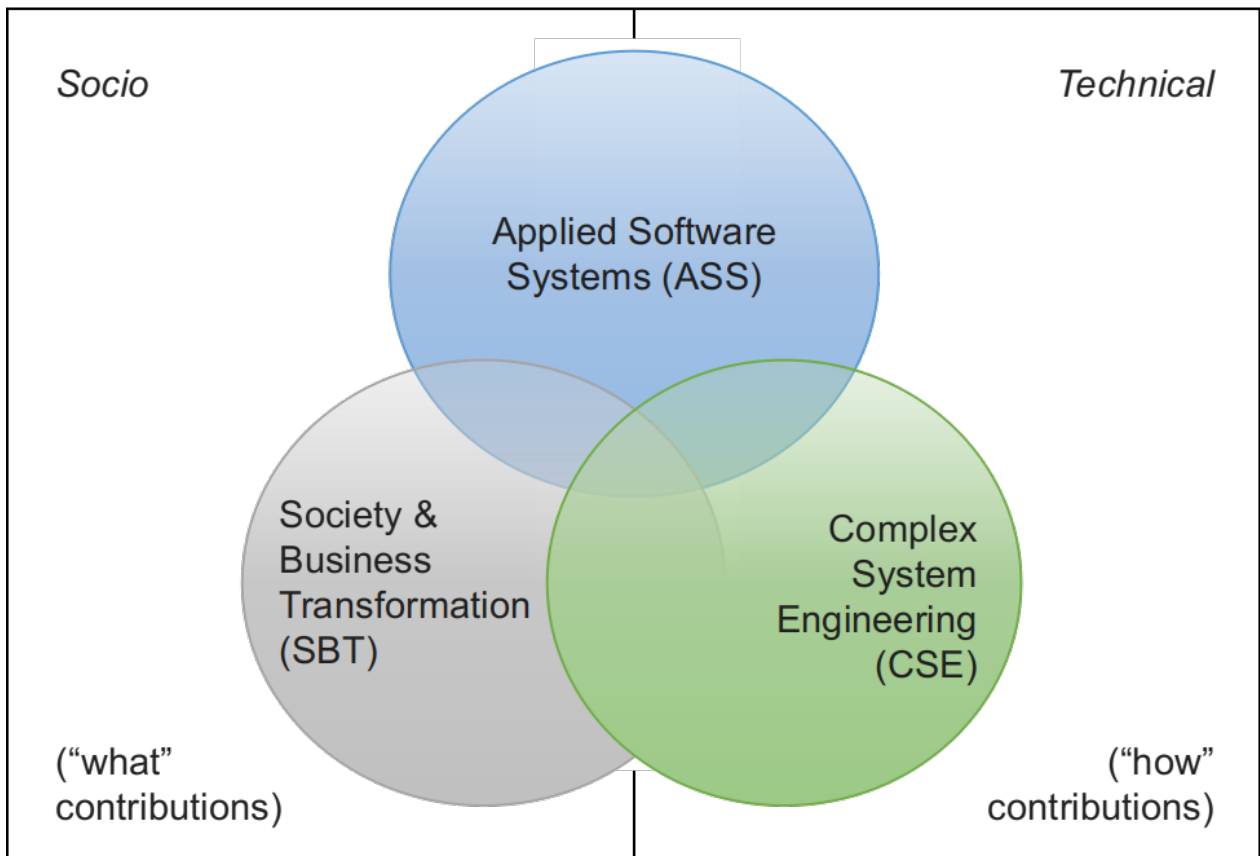 Socio
Technical
Applied Software
Systems (ASS)
Society &
Business
Transformation
(SBT)
Complex
System
Engineering
(CSE)
(“what”
contributions)
(“how”
contributions)